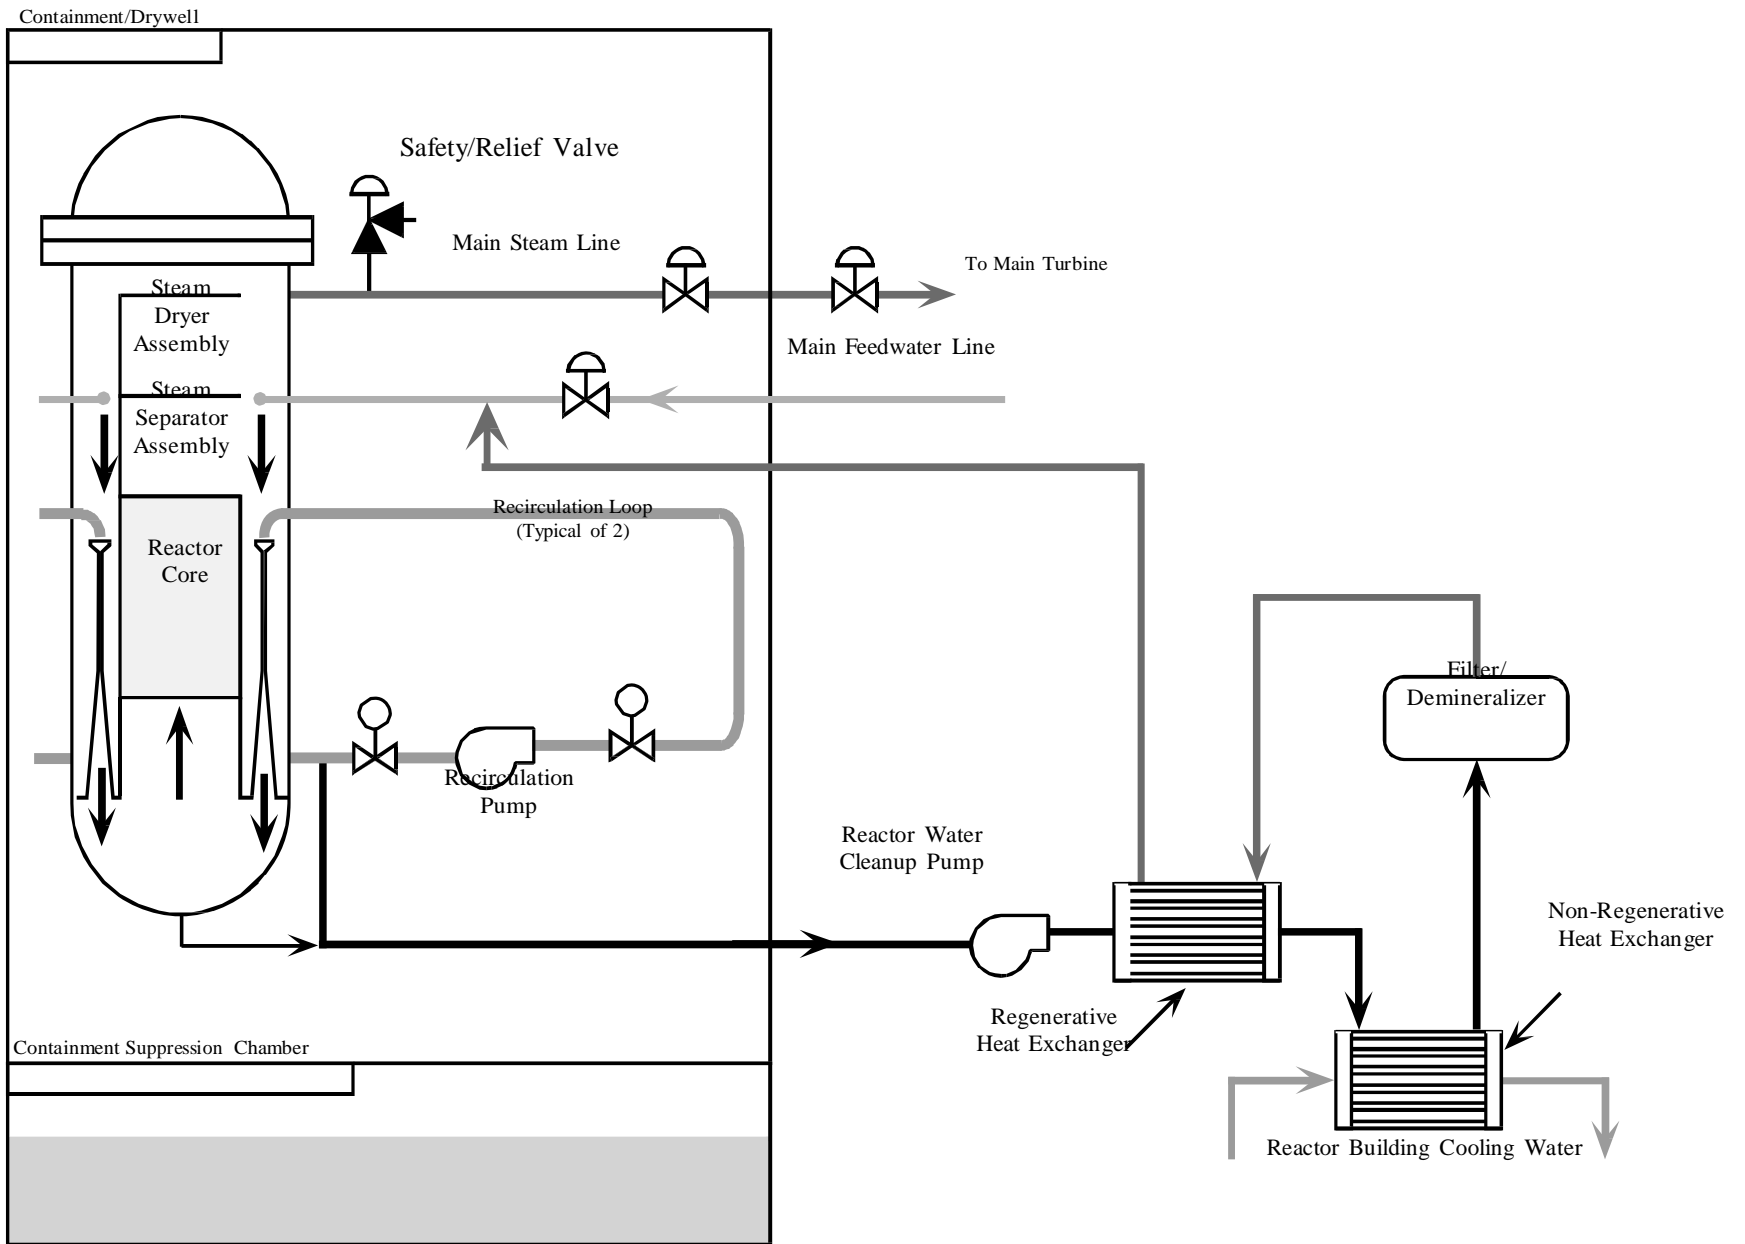 Containment/Drywell
Safety/Relief Valve
Main Steam Line
To Main Turbine
Steam
Dryer
Assembly
Main Feedwater Line
Steam
Separator
Assembly
Recirculation Loop
(Typical of 2)
Reactor
Core
Filter/
Demineralizer
Recirculation
Pump
Reactor Water
Cleanup Pump
Non-Regenerative
Heat Exchanger
Regenerative
Heat Exchanger
Containment Suppression Chamber
Reactor Building Cooling Water